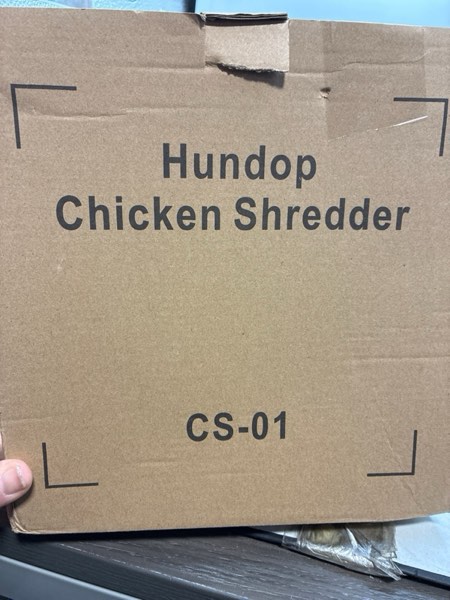 Hundop
Chicken Shredder
CS-01